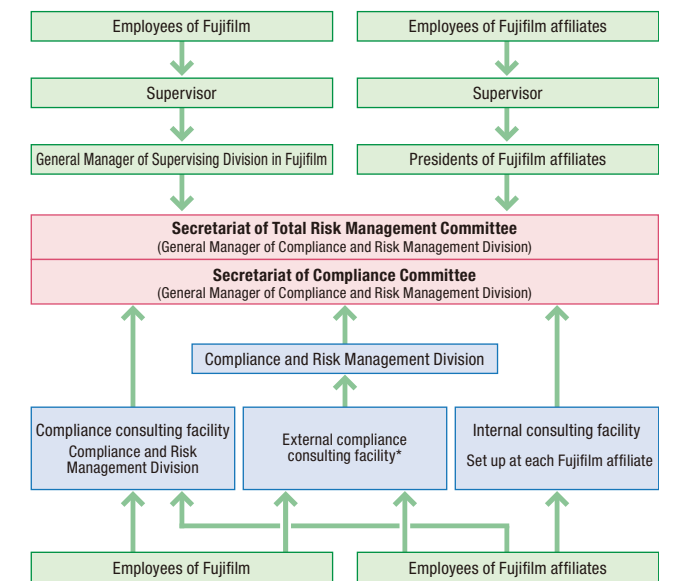 Employees of Fujifilm
Employees of Fujifilm affiliates
Supervisor
Supervisor
General Manager of Supervising Division in Fujifilm
Presidents of Fujifilm affiliates
Secretariat of Total Risk Management Committee
(General Manager of Compliance and Risk Management Division)
Secretariat of Compliance Committee
(General Manager of Compliance and Risk Management Division)
Compliance and Risk Management Division
Compliance consulting facility
Compliance and Risk
Management Division
External compliance
consulting facility*
Internal consulting facility
Set up at each Fujifilm affiliate
Employees of Fujifilm
Employees of Fujifilm affiliates